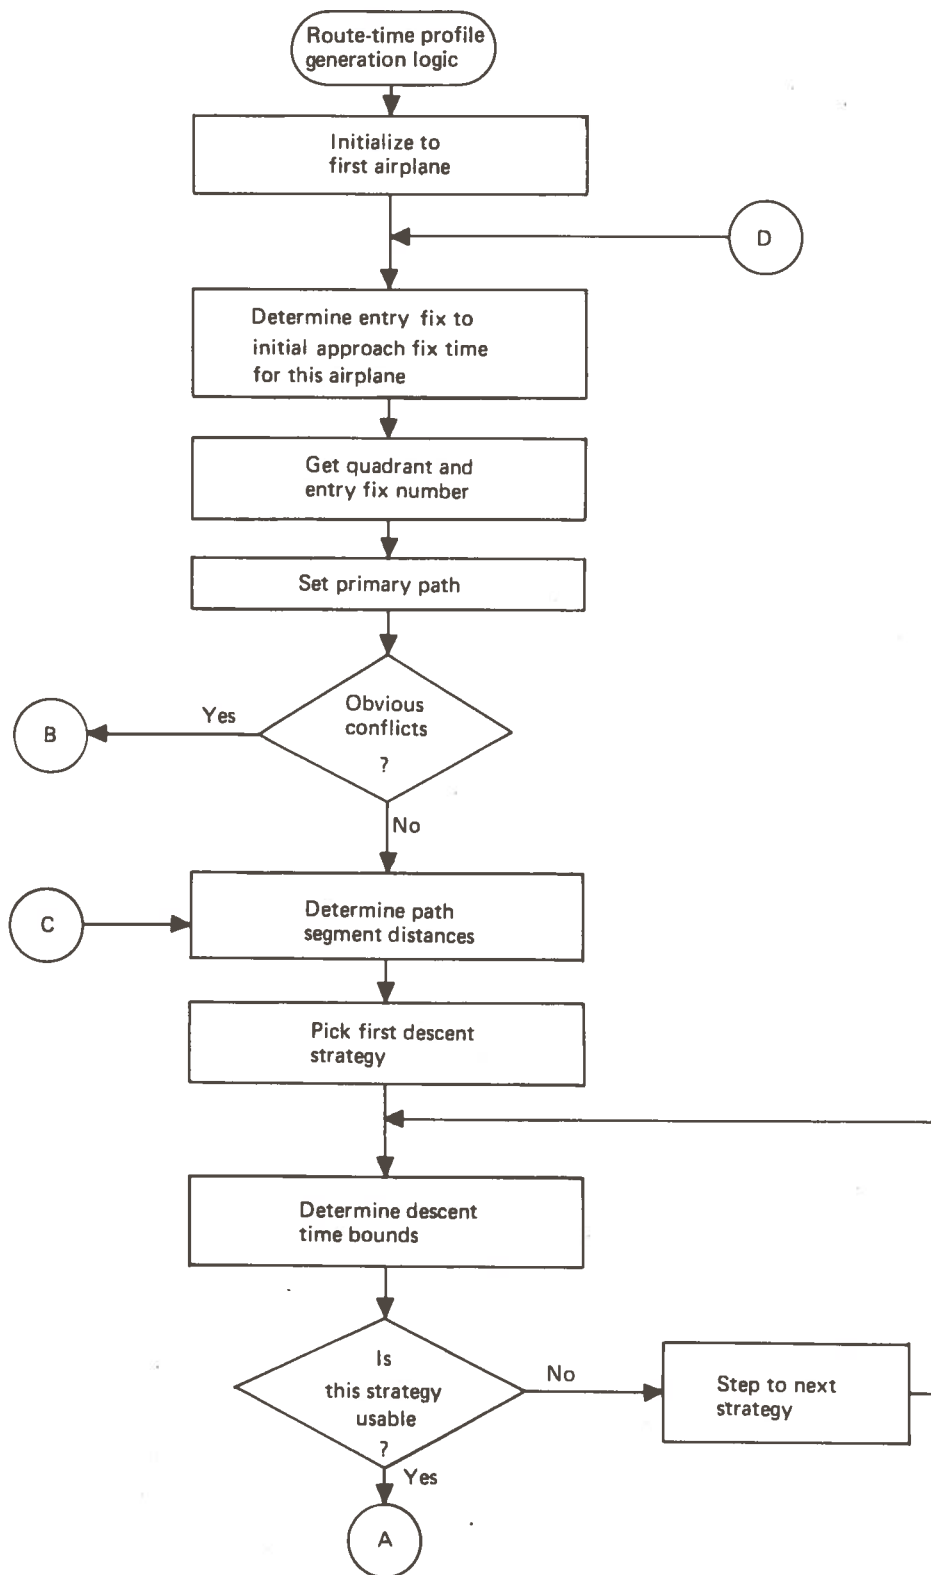 Route-time profile
generation logic
Initialize to
first airplane
D
Determine entry fix to
initial approach fix time
for this airplane
Get quadrant and
entry fix number
Set primary path
Obvious
conflicts
?
Yes
B
No
C
Determine path
segment distances
Pick first descent
strategy
Determine descent
time bounds
Is
this strategy
usable
?
No
Step to next
strategy
Yes
A